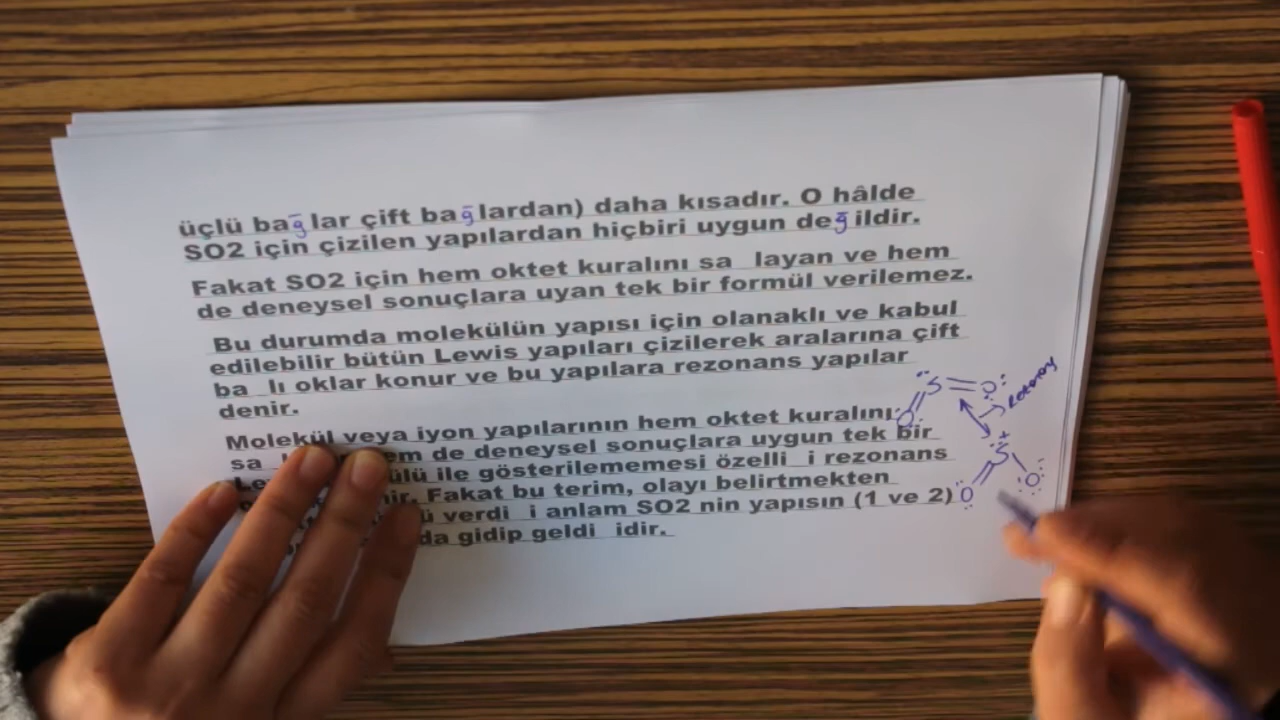 üçlü bağlar çift bağlardan) daha kısadır. O hâlde
SO2 için çizilen yapılardan hiçbiri uygun değildir.
Fakat SO2 için hem oktet kuralını sa layan ve hem
de deneysel sonuçlara uyan tek bir formül verilemez.
Bu durumda molekülün yapısı için olanaklı ve kabul
edilebilir bütün Lewis yapıları çizilerek aralarına çift
ba lı oklar konur ve bu yapılara rezonans yapılar
denir.
Molekül veya iyon yapılarının hem oktet kuralını
sa em de deneysel sonuçlara uygun tek bir
Le ülü ile gösterilememesi özelli i rezonans
nir. Fakat bu terim, olayı belirtmekten
ü verdi i anlam SO2 nin yapısın (1 ve 2)
da gidip geldi idir.
S O
O
S +
O O